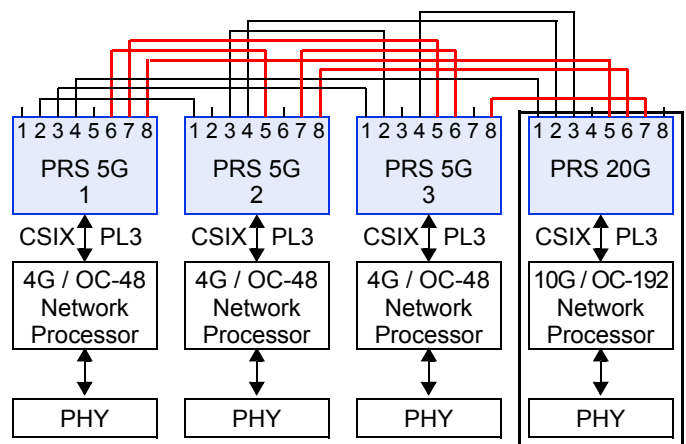 1 2 3 4 5 6 7 8 1 2 3 4 5 6 7 8 1 2 3 4 5 6 7 8 1 2 3 4 5 6 7 8
PRS 5G PRS 5G PRS 5G PRS 20G
1 2 3
CSIX PL3 CSIX PL3 CSIX PL3 CSIX PL3
4G / OC-48 4G / OC-48 4G / OC-48 10G / OC-192
Network Network Network Network
Processor Processor Processor Processor
PHY PHY PHY PHY